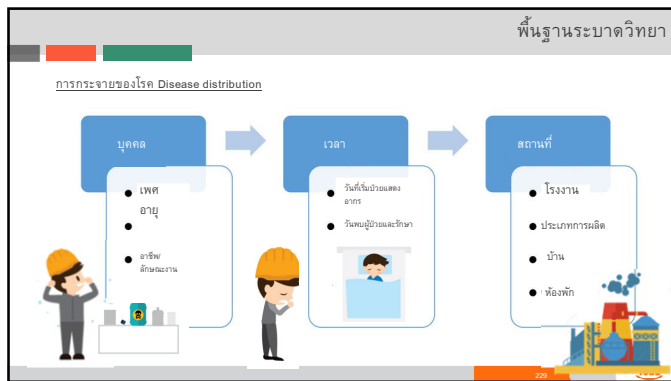 พื้นฐานระบาดวิทยา
การกระจายของโรค Disease distribution
บุคคล
เพศ
อายุ
อาชีพ/
ลักษณะงาน
เวลา
วันที่เริ่มป่วยแสดง
อาการ
วันพบผู้ป่วยและรักษา
สถานที่
โรงงาน
ประเภทการผลิต
บ้าน
ห้องพัก
229